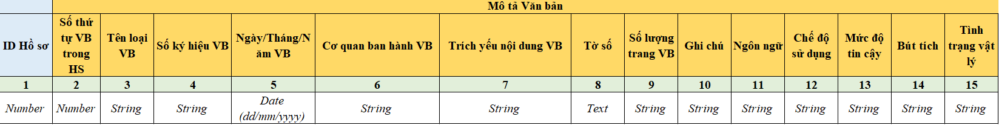 Mô tả Văn bản
ID Hồ sơ
Số thứ
tự VB
trong
HS
Tên loại
VB
Số ký hiệu VB
Ngày/Tháng/N
ăm VB
Cơ quan ban hành VB
Trích yếu nội dung VB
Tờ số
Số lượng
trang VB
Ghi chú
Ngôn ngữ
Chế độ
sử dụng
Mức độ
tin cậy
Bút tích
Tình
trạng vật
lý
1 2 3 4 5 6 7 8 9 10 11 12 13 14 15
Number
Number
String
String
Date
(dd/mm/yyyy)
String
String
Text
String
String
String
String
String
String
String